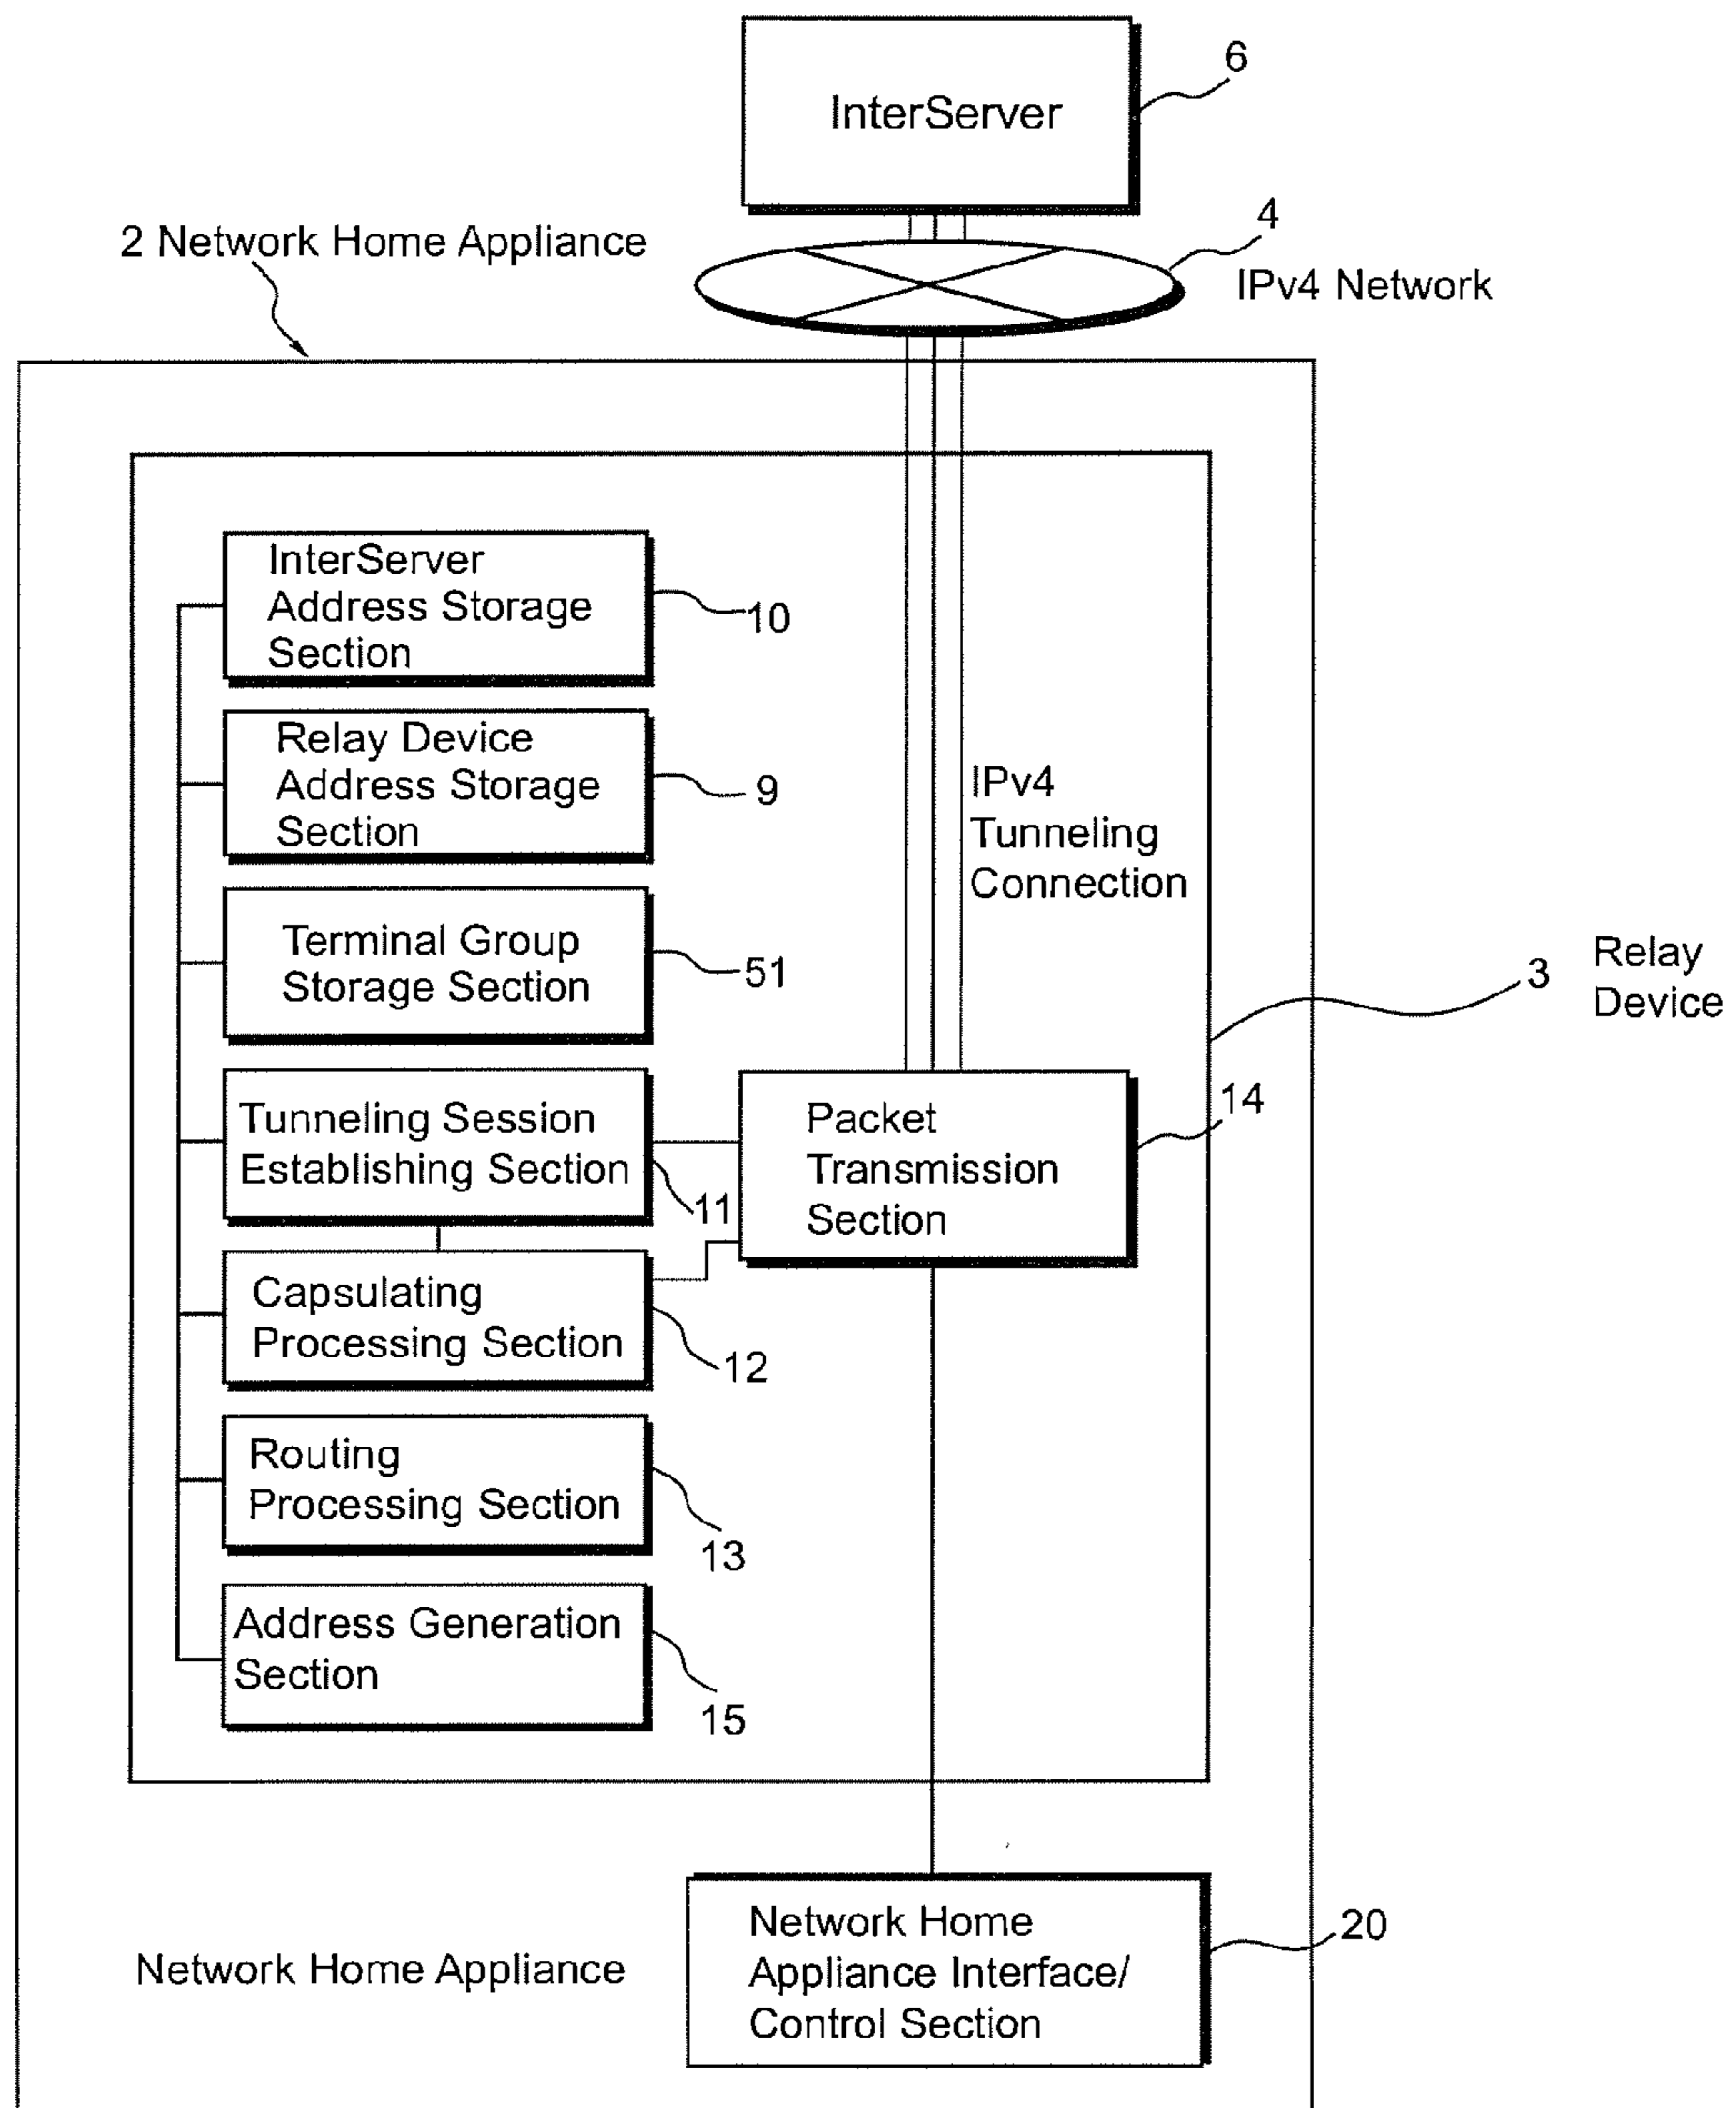 InterServer
6
2 Network Home Appliance
4
IPv4 Network
InterServer
Address Storage
Section
10
Relay Device
Address Storage
Section
9
IPv4
Tunneling
Connection
Terminal Group
Storage Section
51
3
Relay
Device
Tunneling Session
Establishing Section
11
Packet
Transmission
Section
14
Capsulating
Processing Section
12
Routing
Processing Section
13
Address Generation
Section
15
Network Home Appliance
Network Home
Appliance Interface/
Control Section
20